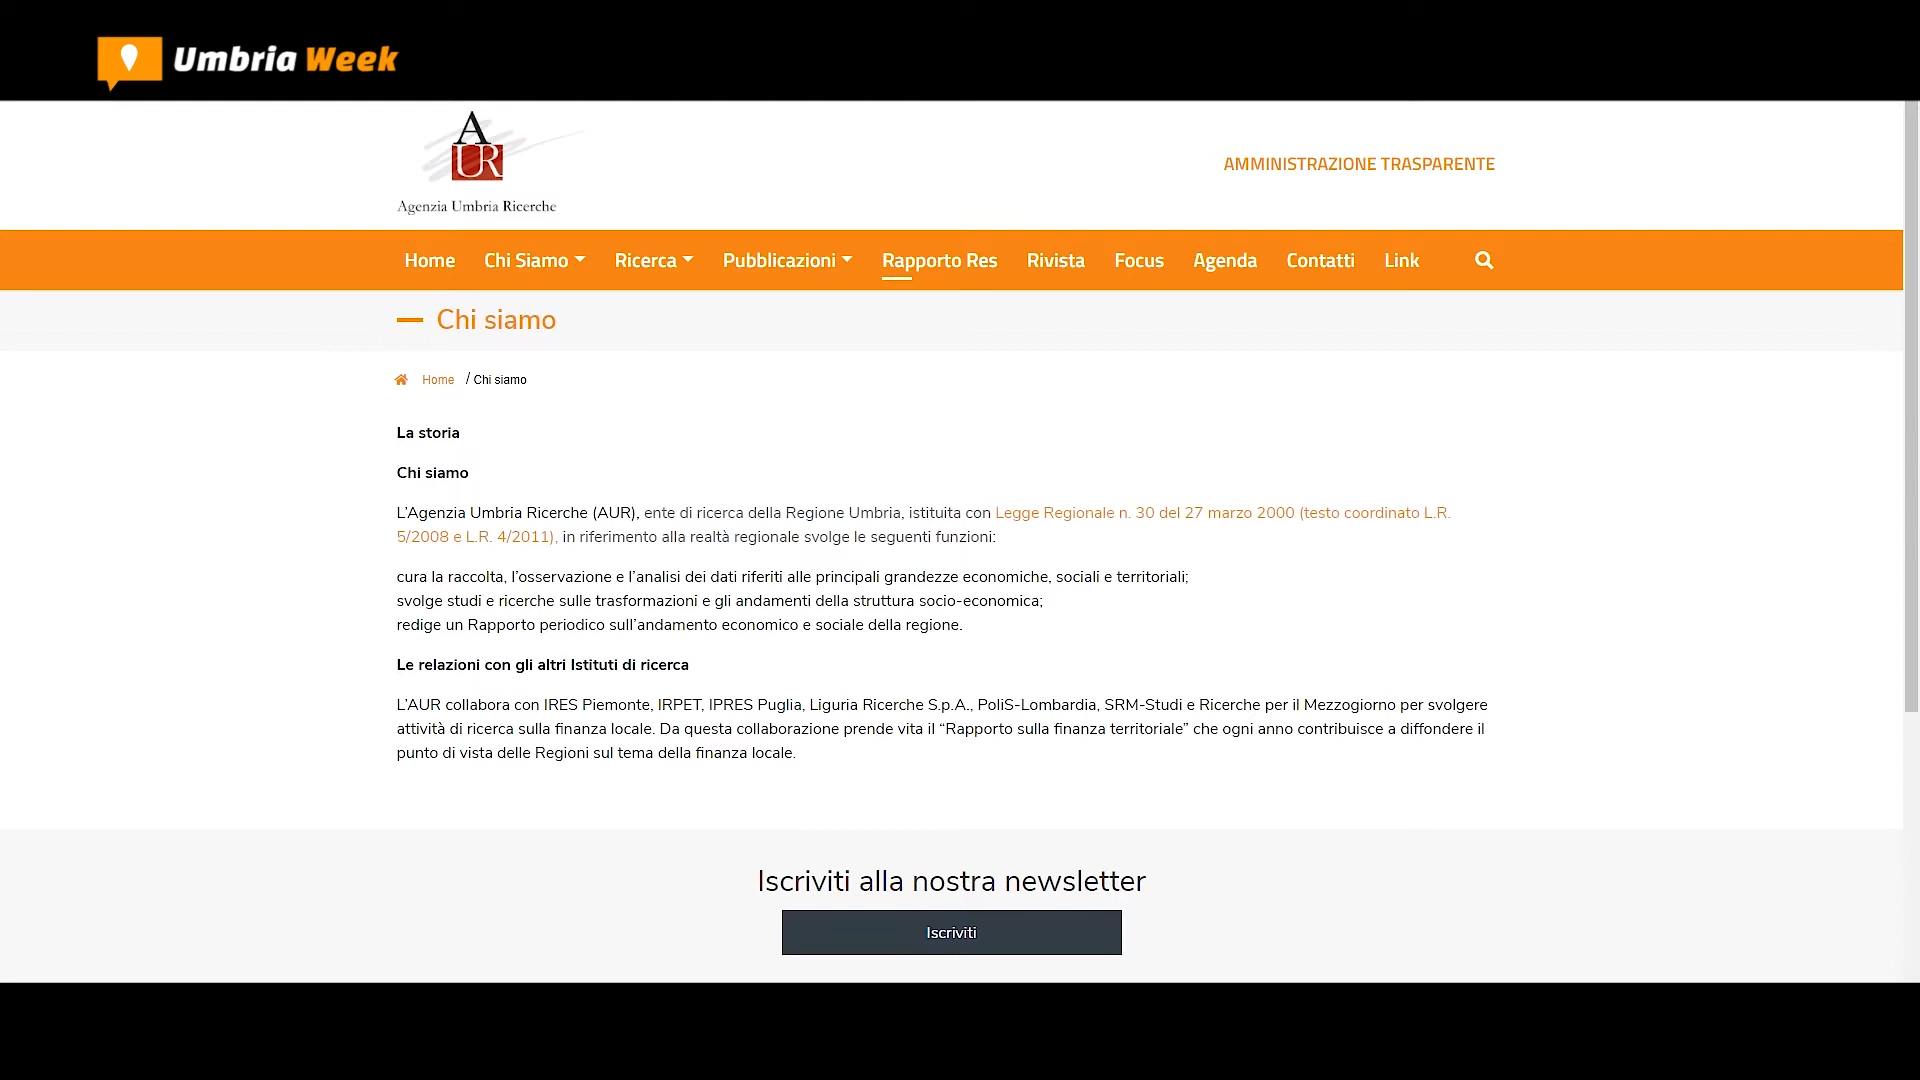 Umbria Week
AUR
Agenzia Umbria Ricerche
AMMINISTRAZIONE TRASPARENTE
Home Chi Siamo Ricerca Pubblicazioni Rapporto Res Rivista Focus Agenda Contatti Link
Chi siamo
Home / Chi siamo
La storia
Chi siamo
L’Agenzia Umbria Ricerche (AUR), ente di ricerca della Regione Umbria, istituita con Legge Regionale n. 30 del 27 marzo 2000 (testo coordinato L.R.
5/2008 e L.R. 4/2011), in riferimento alla realtà regionale svolge le seguenti funzioni:
cura la raccolta, l’osservazione e l’analisi dei dati riferiti alle principali grandezze economiche, sociali e territoriali;
svolge studi e ricerche sulle trasformazioni e gli andamenti della struttura socio-economica;
redige un Rapporto periodico sull’andamento economico e sociale della regione.
Le relazioni con gli altri Istituti di ricerca
L’AUR collabora con IRES Piemonte, IRPET, IPRES Puglia, Liguria Ricerche S.p.A., PoliS-Lombardia, SRM-Studi e Ricerche per il Mezzogiorno per svolgere
attività di ricerca sulla finanza locale. Da questa collaborazione prende vita il “Rapporto sulla finanza territoriale” che ogni anno contribuisce a diffondere il
punto di vista delle Regioni sul tema della finanza locale.
Iscriviti alla nostra newsletter
Iscriviti